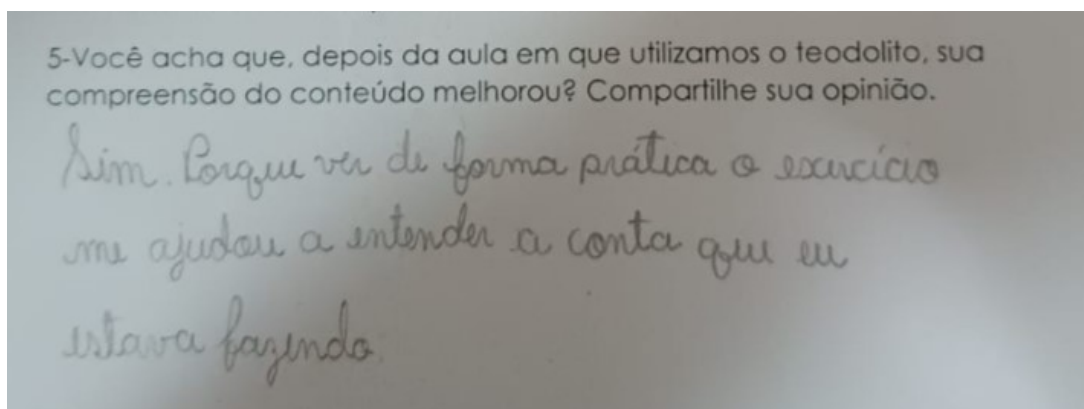 5-Você acha que, depois da aula em que utilizamos o teodolito, sua
compreensão do conteúdo melhorou? Compartilhe sua opinião.
Sim. Porque ver de forma prática o exercício
me ajudou a entender a conta que eu
estava fazendo.